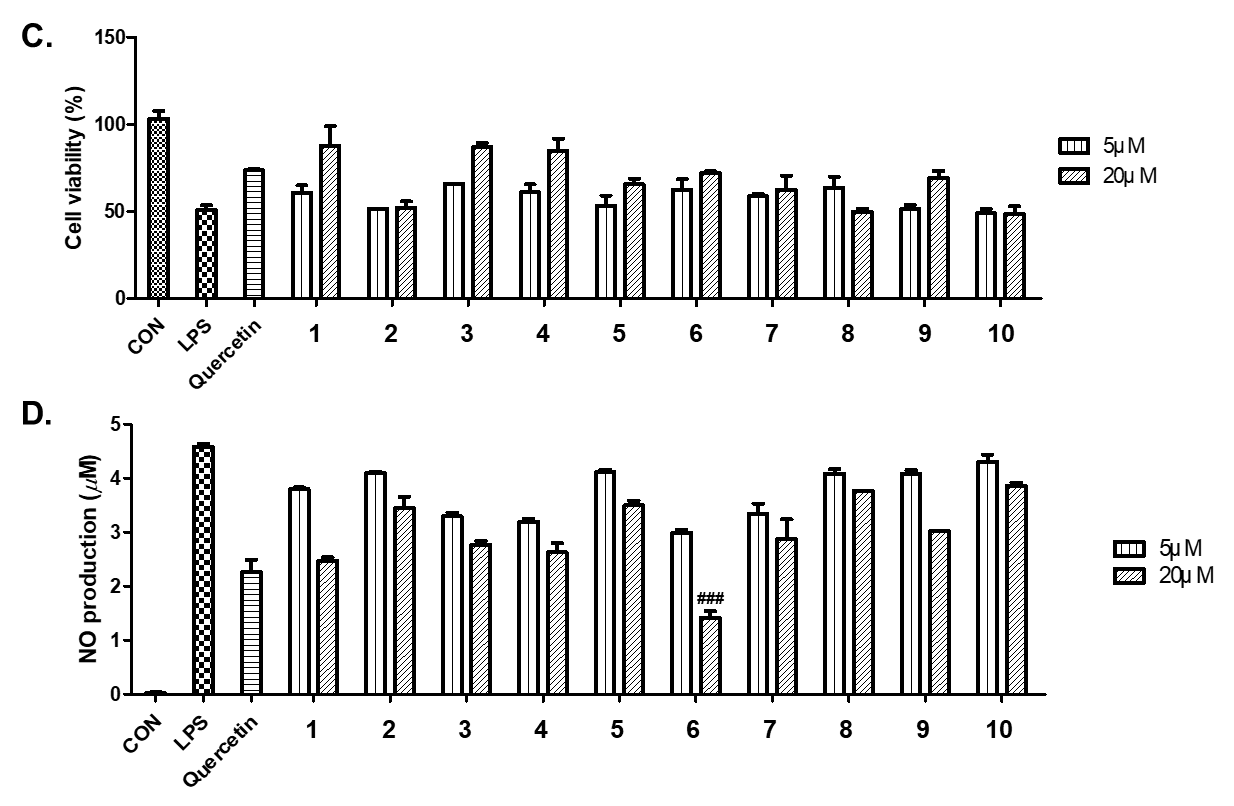 C.
Cell viability (%)
150
100
50
0
CON
LPS
Quercetin
1
2
3
4
5
6
7
8
9
10
5μM
20μM
D.
NO production (μM)
5
4
3
2
1
0
###
CON
LPS
Quercetin
1
2
3
4
5
6
7
8
9
10
5μM
20μM